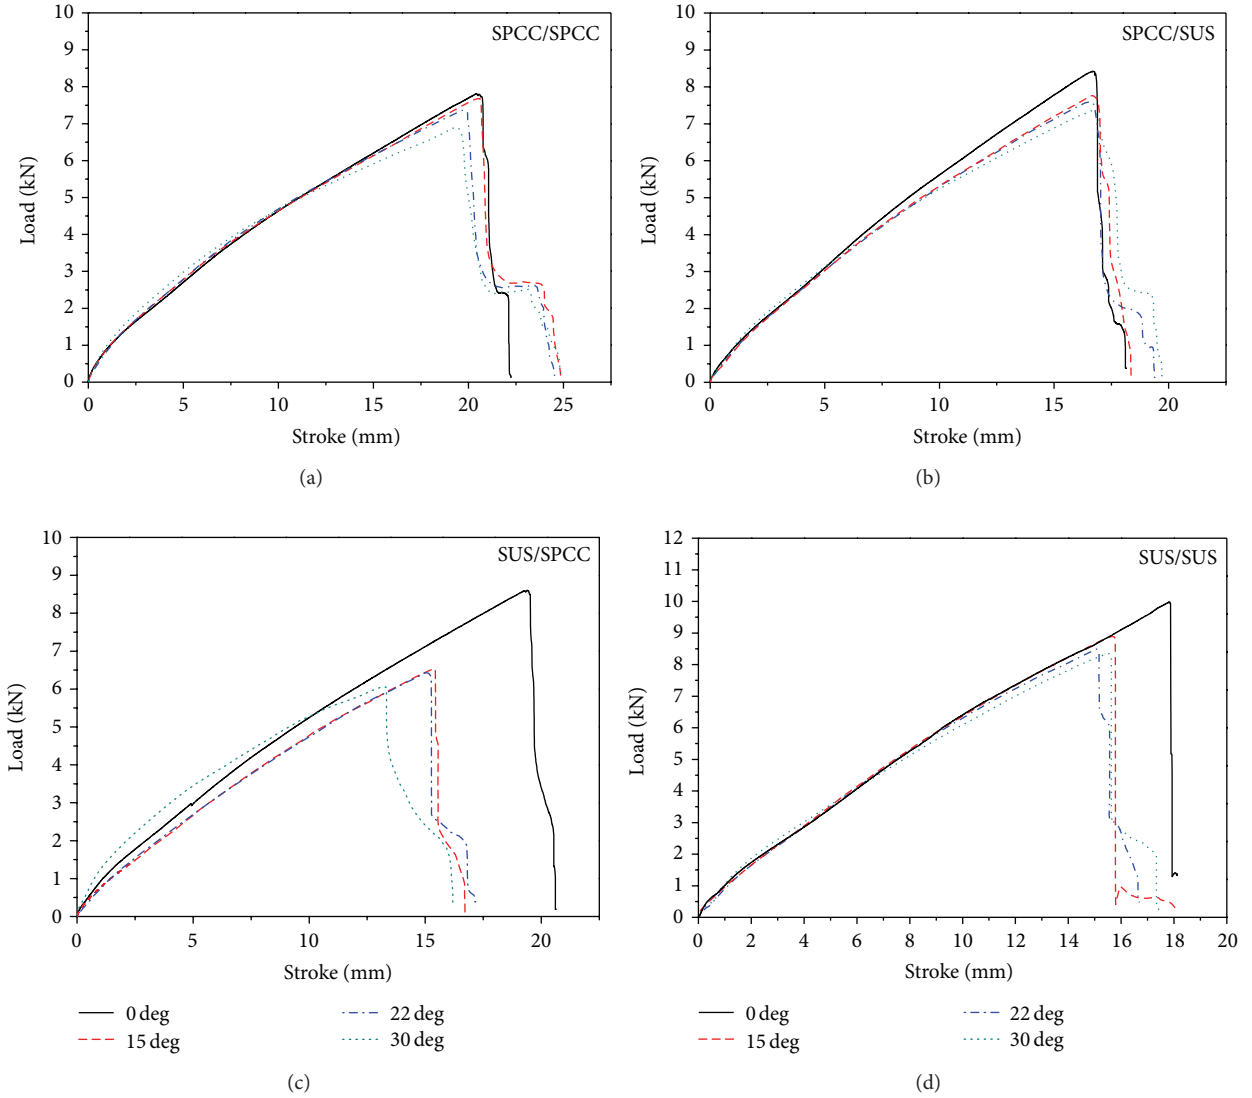 10
9
8
7
6
5
4
3
2
1
0
Load (kN)
SPCC/SPCC
0 5 10 15 20 25
Stroke (mm)
(a)
10
9
8
7
6
5
4
3
2
1
0
Load (kN)
SPCC/SUS
0 5 10 15 20
Stroke (mm)
(b)
10
9
8
7
6
5
4
3
2
1
0
Load (kN)
SUS/SPCC
0 5 10 15 20
Stroke (mm)
0 deg
15 deg
22 deg
30 deg
(c)
12
11
10
9
8
7
6
5
4
3
2
1
0
Load (kN)
SUS/SUS
0 2 4 6 8 10 12 14 16 18 20
Stroke (mm)
0 deg
15 deg
22 deg
30 deg
(d)